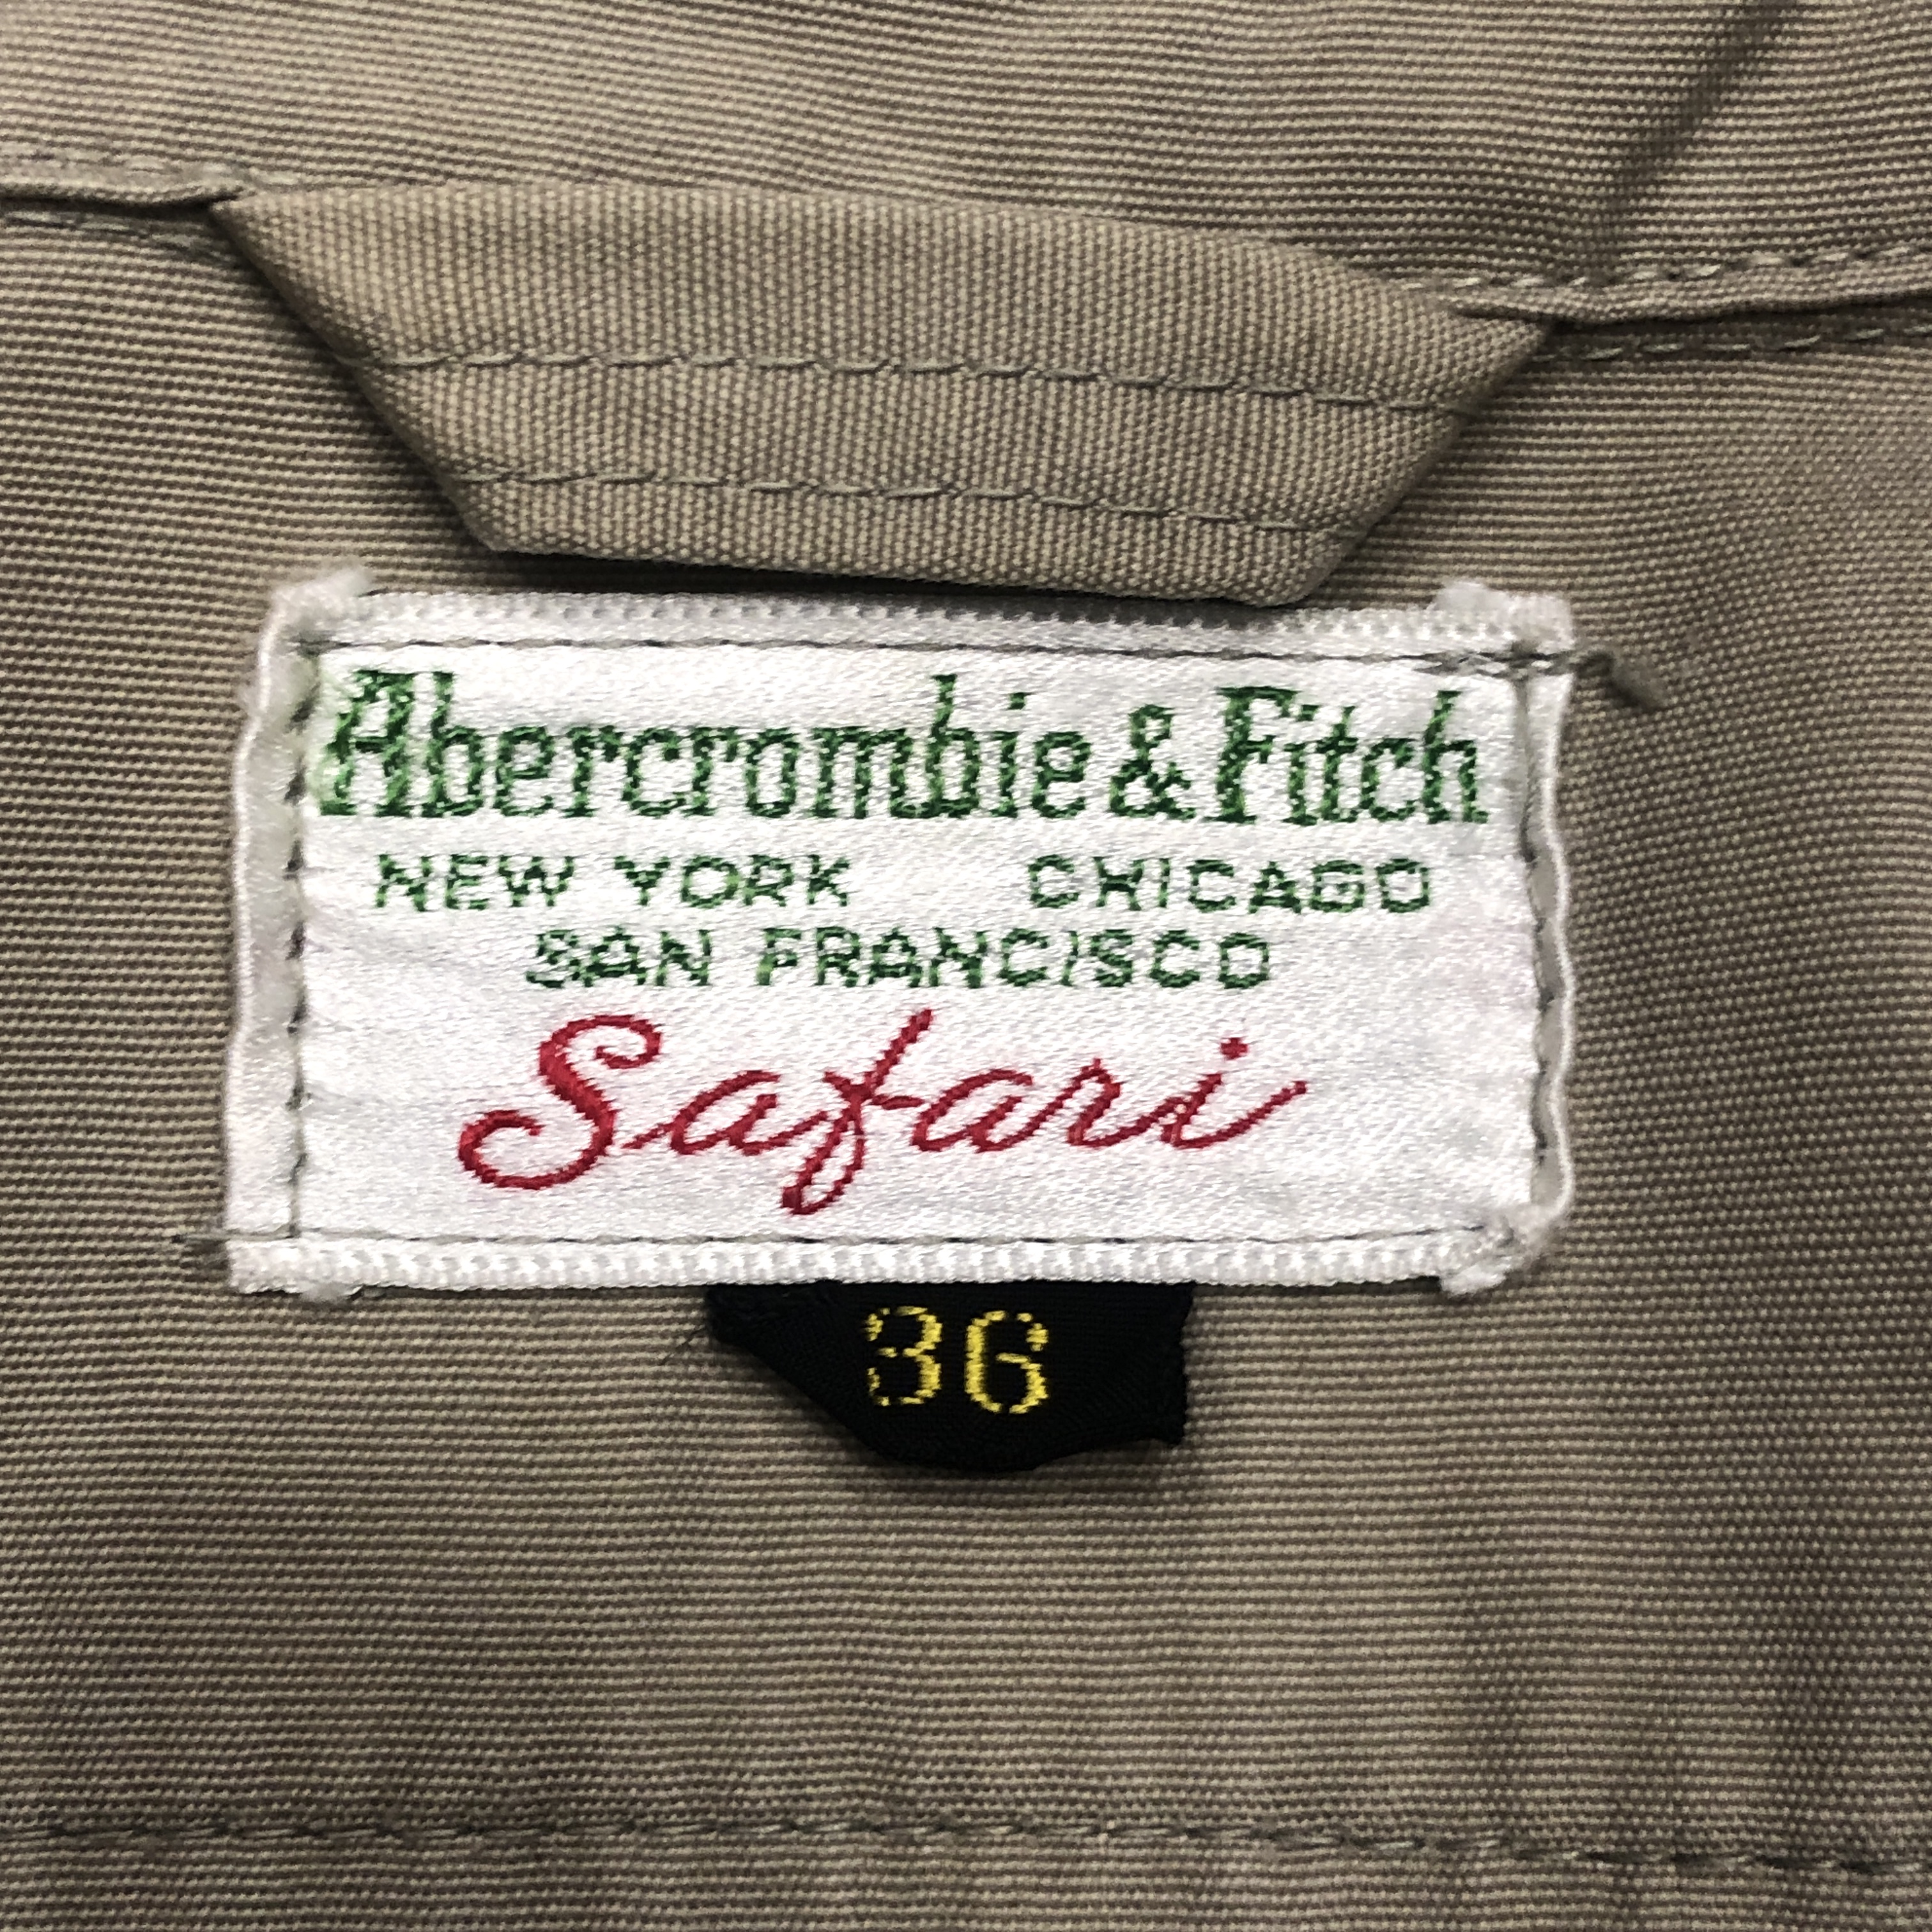 Abercrombie & Fitch
NEW YORK CHICAGO
SAN FRANCISCO
Safari
36